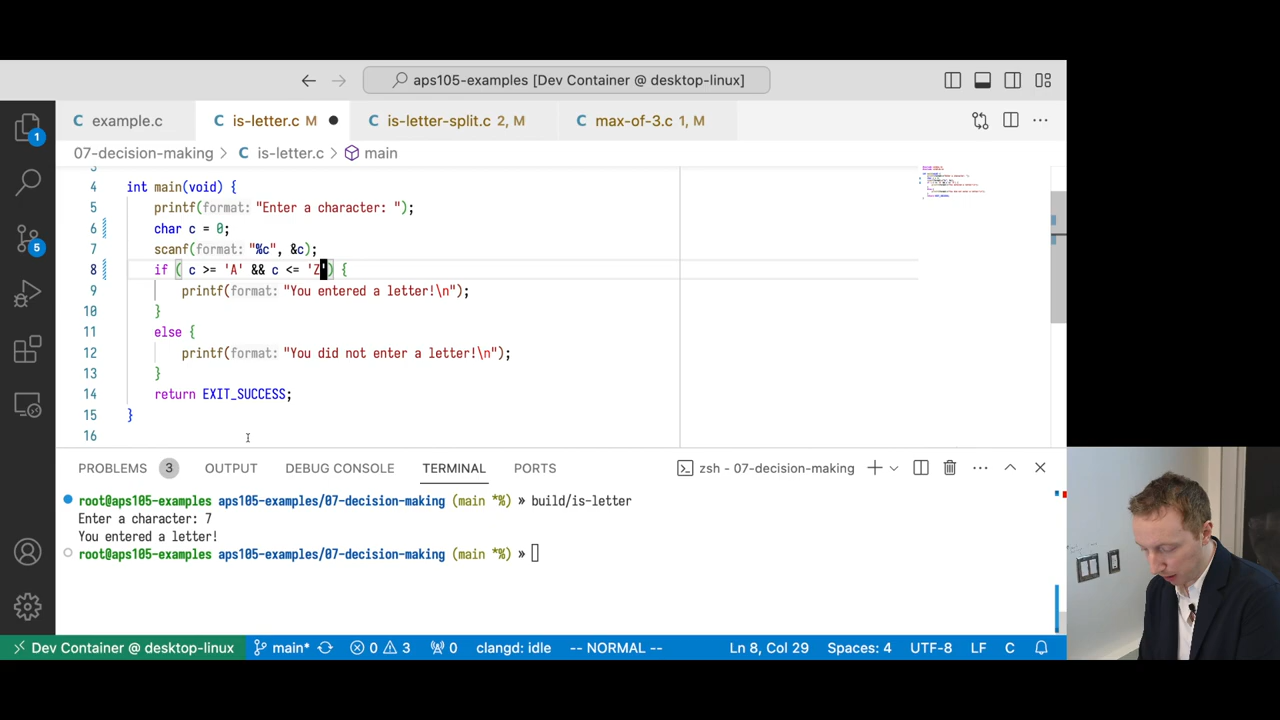 aps105-examples [Dev Container @ desktop-linux]
example.c
is-letter.c M
is-letter-split.c 2, M
max-of-3.c 1, M
07-decision-making > is-letter.c > main
3
4 int main(void) {
5 printf(format: "Enter a character: ");
6 char c = 0;
7 scanf(format: "%c", &c);
8 if ( c >= 'A' && c <= 'Z') {
9 printf(format: "You entered a letter!\n");
10 }
11 else {
12 printf(format: "You did not enter a letter!\n");
13 }
14 return EXIT_SUCCESS;
15 }
16
1
5
PROBLEMS 3 OUTPUT DEBUG CONSOLE TERMINAL PORTS zsh - 07-decision-making
root@aps105-examples aps105-examples/07-decision-making (main *%) » build/is-letter
Enter a character: 7
You entered a letter!
root@aps105-examples aps105-examples/07-decision-making (main *%) »
Dev Container @ desktop-linux main* 0 3 0 clangd: idle -- NORMAL -- Ln 8, Col 29 Spaces: 4 UTF-8 LF C